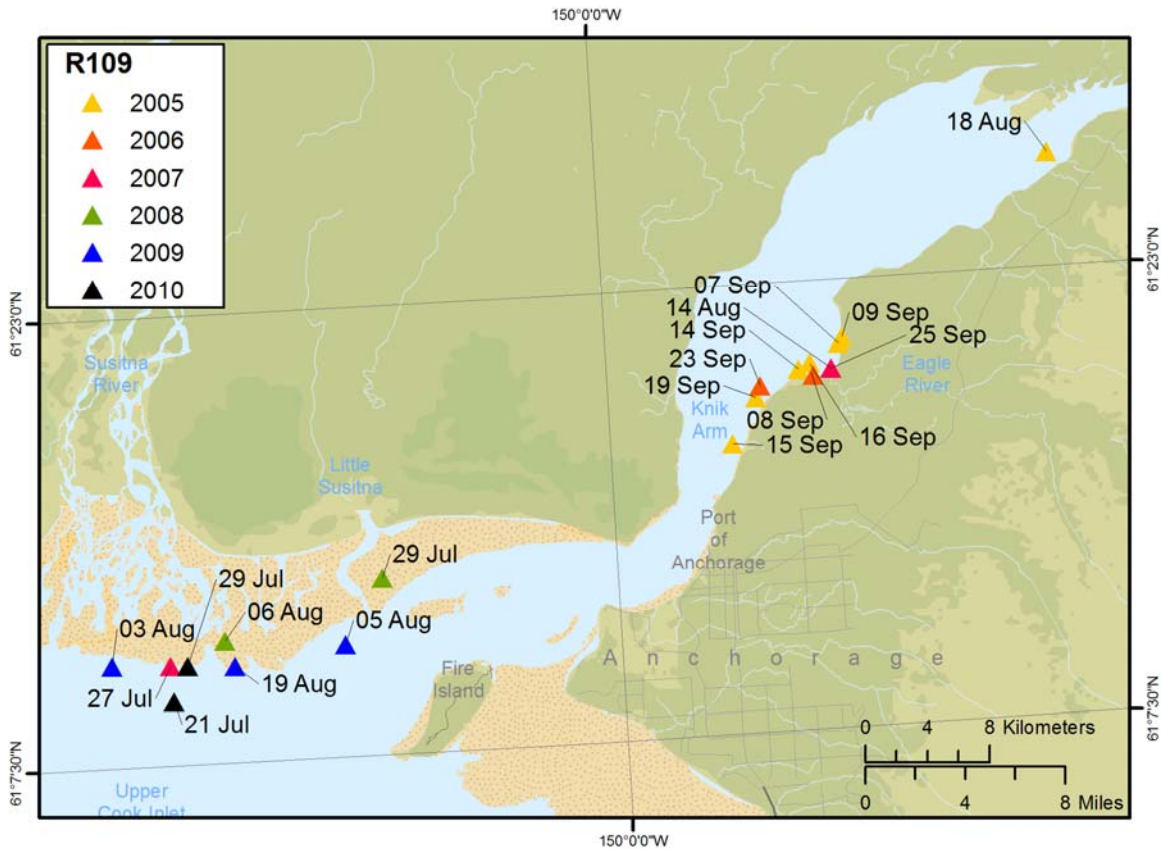 150°0'0"W
R109
2005
2006
2007
2008
2009
2010
18 Aug
61°23'0"N
61°23'0"N
07 Sep
14 Aug
09 Sep
14 Sep
25 Sep
23 Sep
Susitna
River
Eagle
River
19 Sep
Knik
Arm
08 Sep
16 Sep
15 Sep
Little
Susitna
Port
of
Anchorage
29 Jul
29 Jul
06 Aug
05 Aug
03 Aug
Anchorage
Fire
Island
19 Aug
27 Jul
21 Jul
61°7'30"N
61°7'30"N
0 4 8 Kilometers
0 4 8 Miles
Upper
Cook Inlet
150°0'0"W